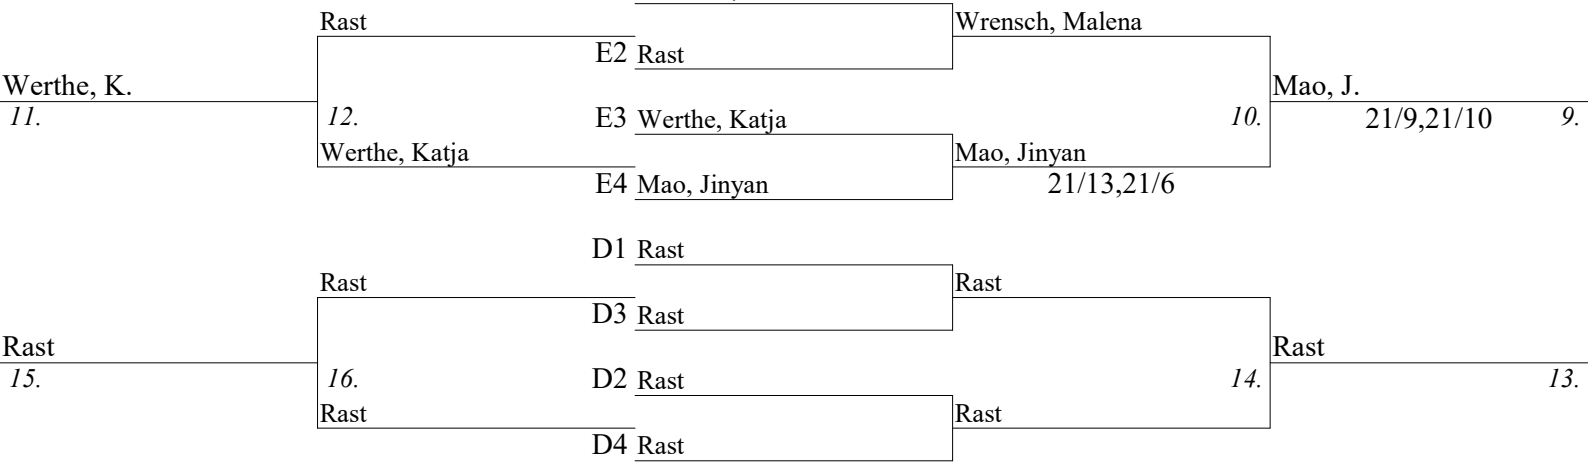 Rast
Wrensch, Malena
E2 Rast
Werthe, K.
Mao, J.
11.
12.
E3 Werthe, Katja
10.
21/9,21/10
9.
Werthe, Katja
Mao, Jinyan
E4 Mao, Jinyan
21/13,21/6
D1 Rast
Rast
Rast
D3 Rast
Rast
Rast
15.
16.
D2 Rast
14.
13.
Rast
Rast
D4 Rast